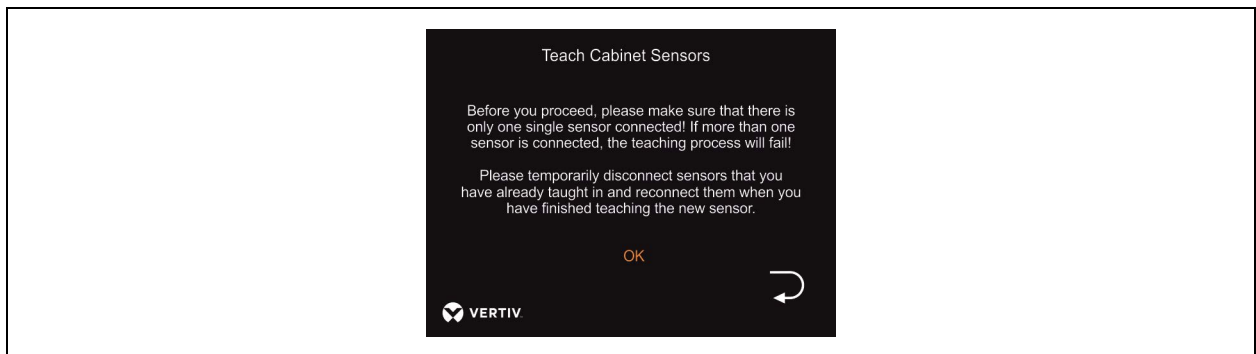 Teach Cabinet Sensors
Before you proceed, please make sure that there is
only one single sensor connected! If more than one
sensor is connected, the teaching process will fail!
Please temporarily disconnect sensors that you
have already taught in and reconnect them when you
have finished teaching the new sensor.
OK
VERTIV.